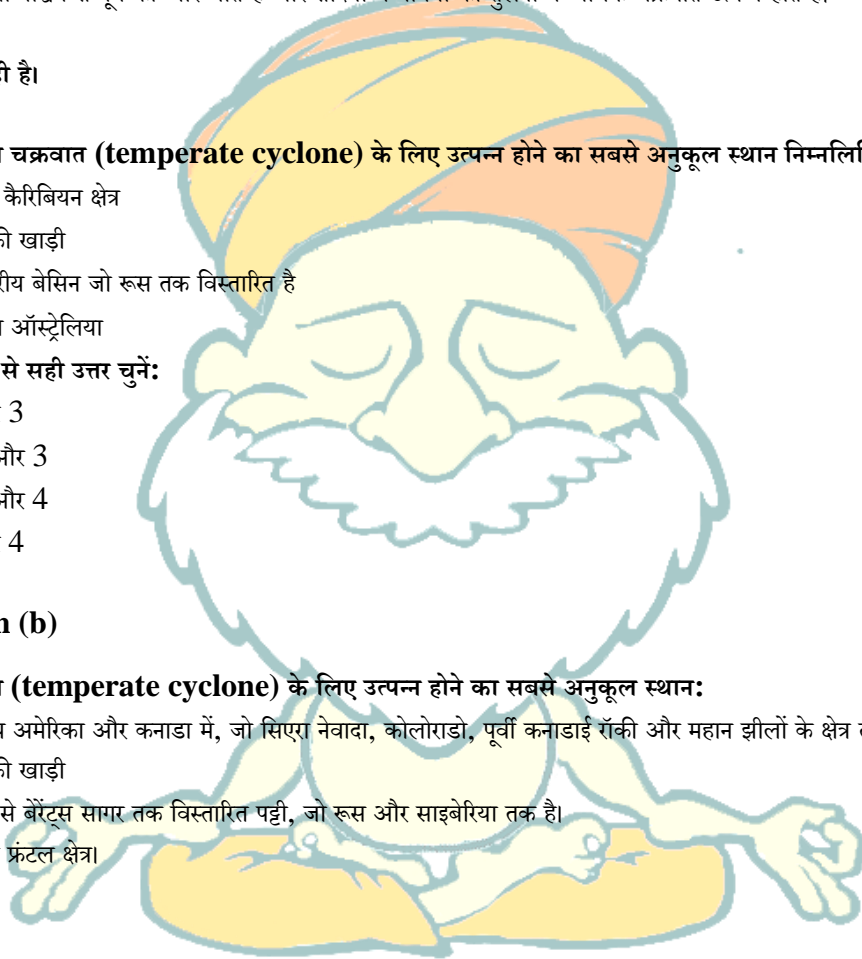 ी है।
चक्रवात (temperate cyclone) के लिए उत्पन्न होने का सबसे अनुकूल स्थान
कैरिबियन क्षेत्र
की खाड़ी
बेसिन जो रूस तक विस्तारित है
ऑस्ट्रेलिया
से सही उत्तर चुनें:
3
और 3
और 4
4
(b)
(temperate cyclone) के लिए उत्पन्न होने का सबसे अनुकूल स्थान:
अमेरिका और कनाडा में, जो सिएरा नेवादा, कोलोराडो, पूर्वी कनाडाई रॉकी और महान झीलों के क्षेत्र
की खाड़ी
से बेरेंट्स सागर तक विस्तारित पट्टी, जो रूस और साइबेरिया तक है।
फ्रंटल क्षेत्र।